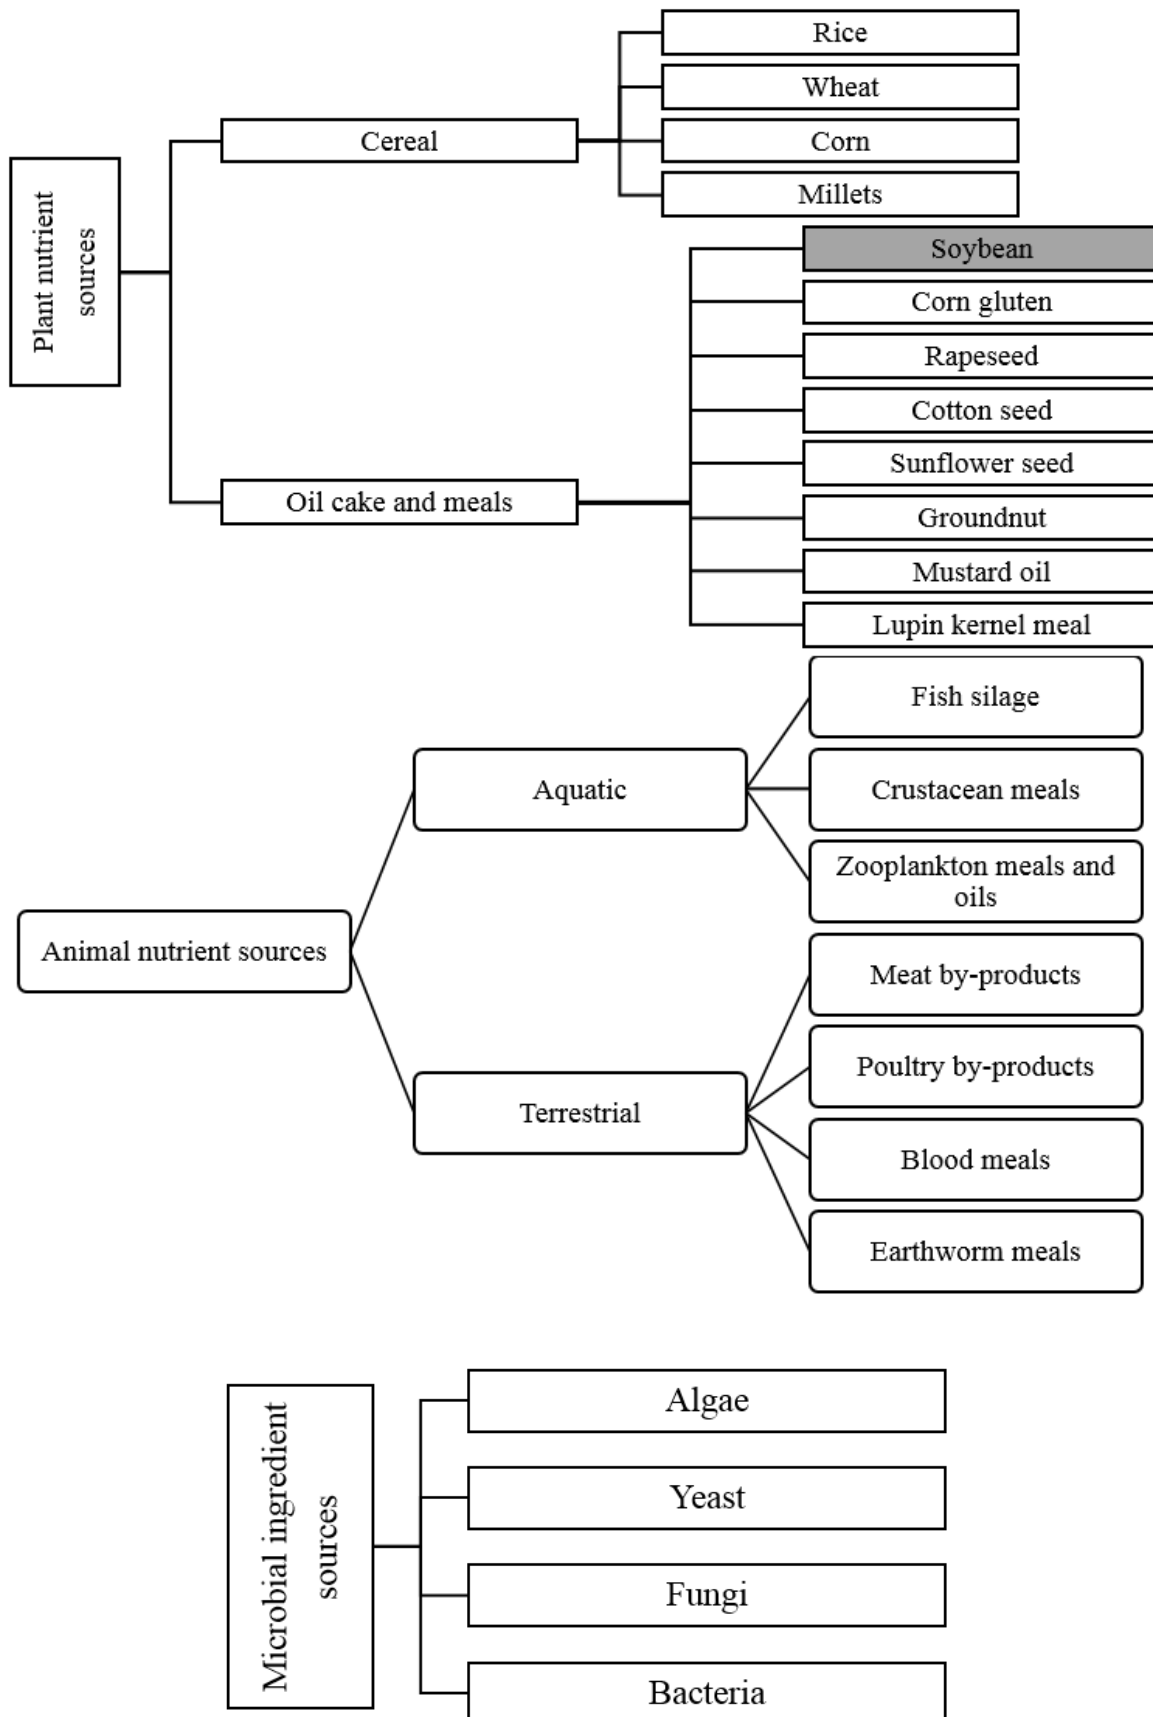 Plant nutrient
sources
Cereal
Rice
Wheat
Corn
Millets
Oil cake and meals
Soybean
Corn gluten
Rapeseed
Cotton seed
Sunflower seed
Groundnut
Mustard oil
Lupin kernel meal
Animal nutrient sources
Aquatic
Fish silage
Crustacean meals
Zooplankton meals and
oils
Terrestrial
Meat by-products
Poultry by-products
Blood meals
Earthworm meals
Microbial ingredient
sources
Algae
Yeast
Fungi
Bacteria